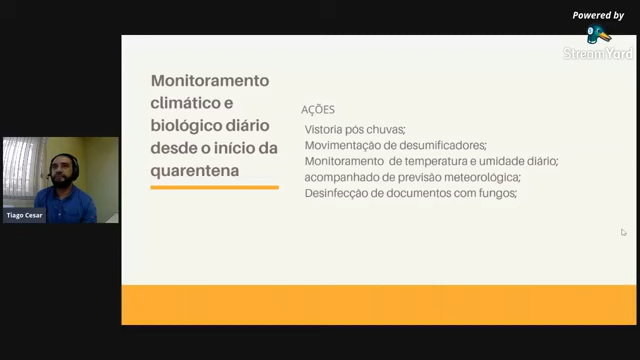 Powered by
StreamYard
Monitoramento
climático e
biológico diário
desde o início da
quarentena
AÇÕES
Vistoria pós chuvas;
Movimentação de desumificadores;
Monitoramento de temperatura e umidade diário;
acompanhado de previsão meteorológica;
Desinfecção de documentos com fungos;
Tiago Cesar